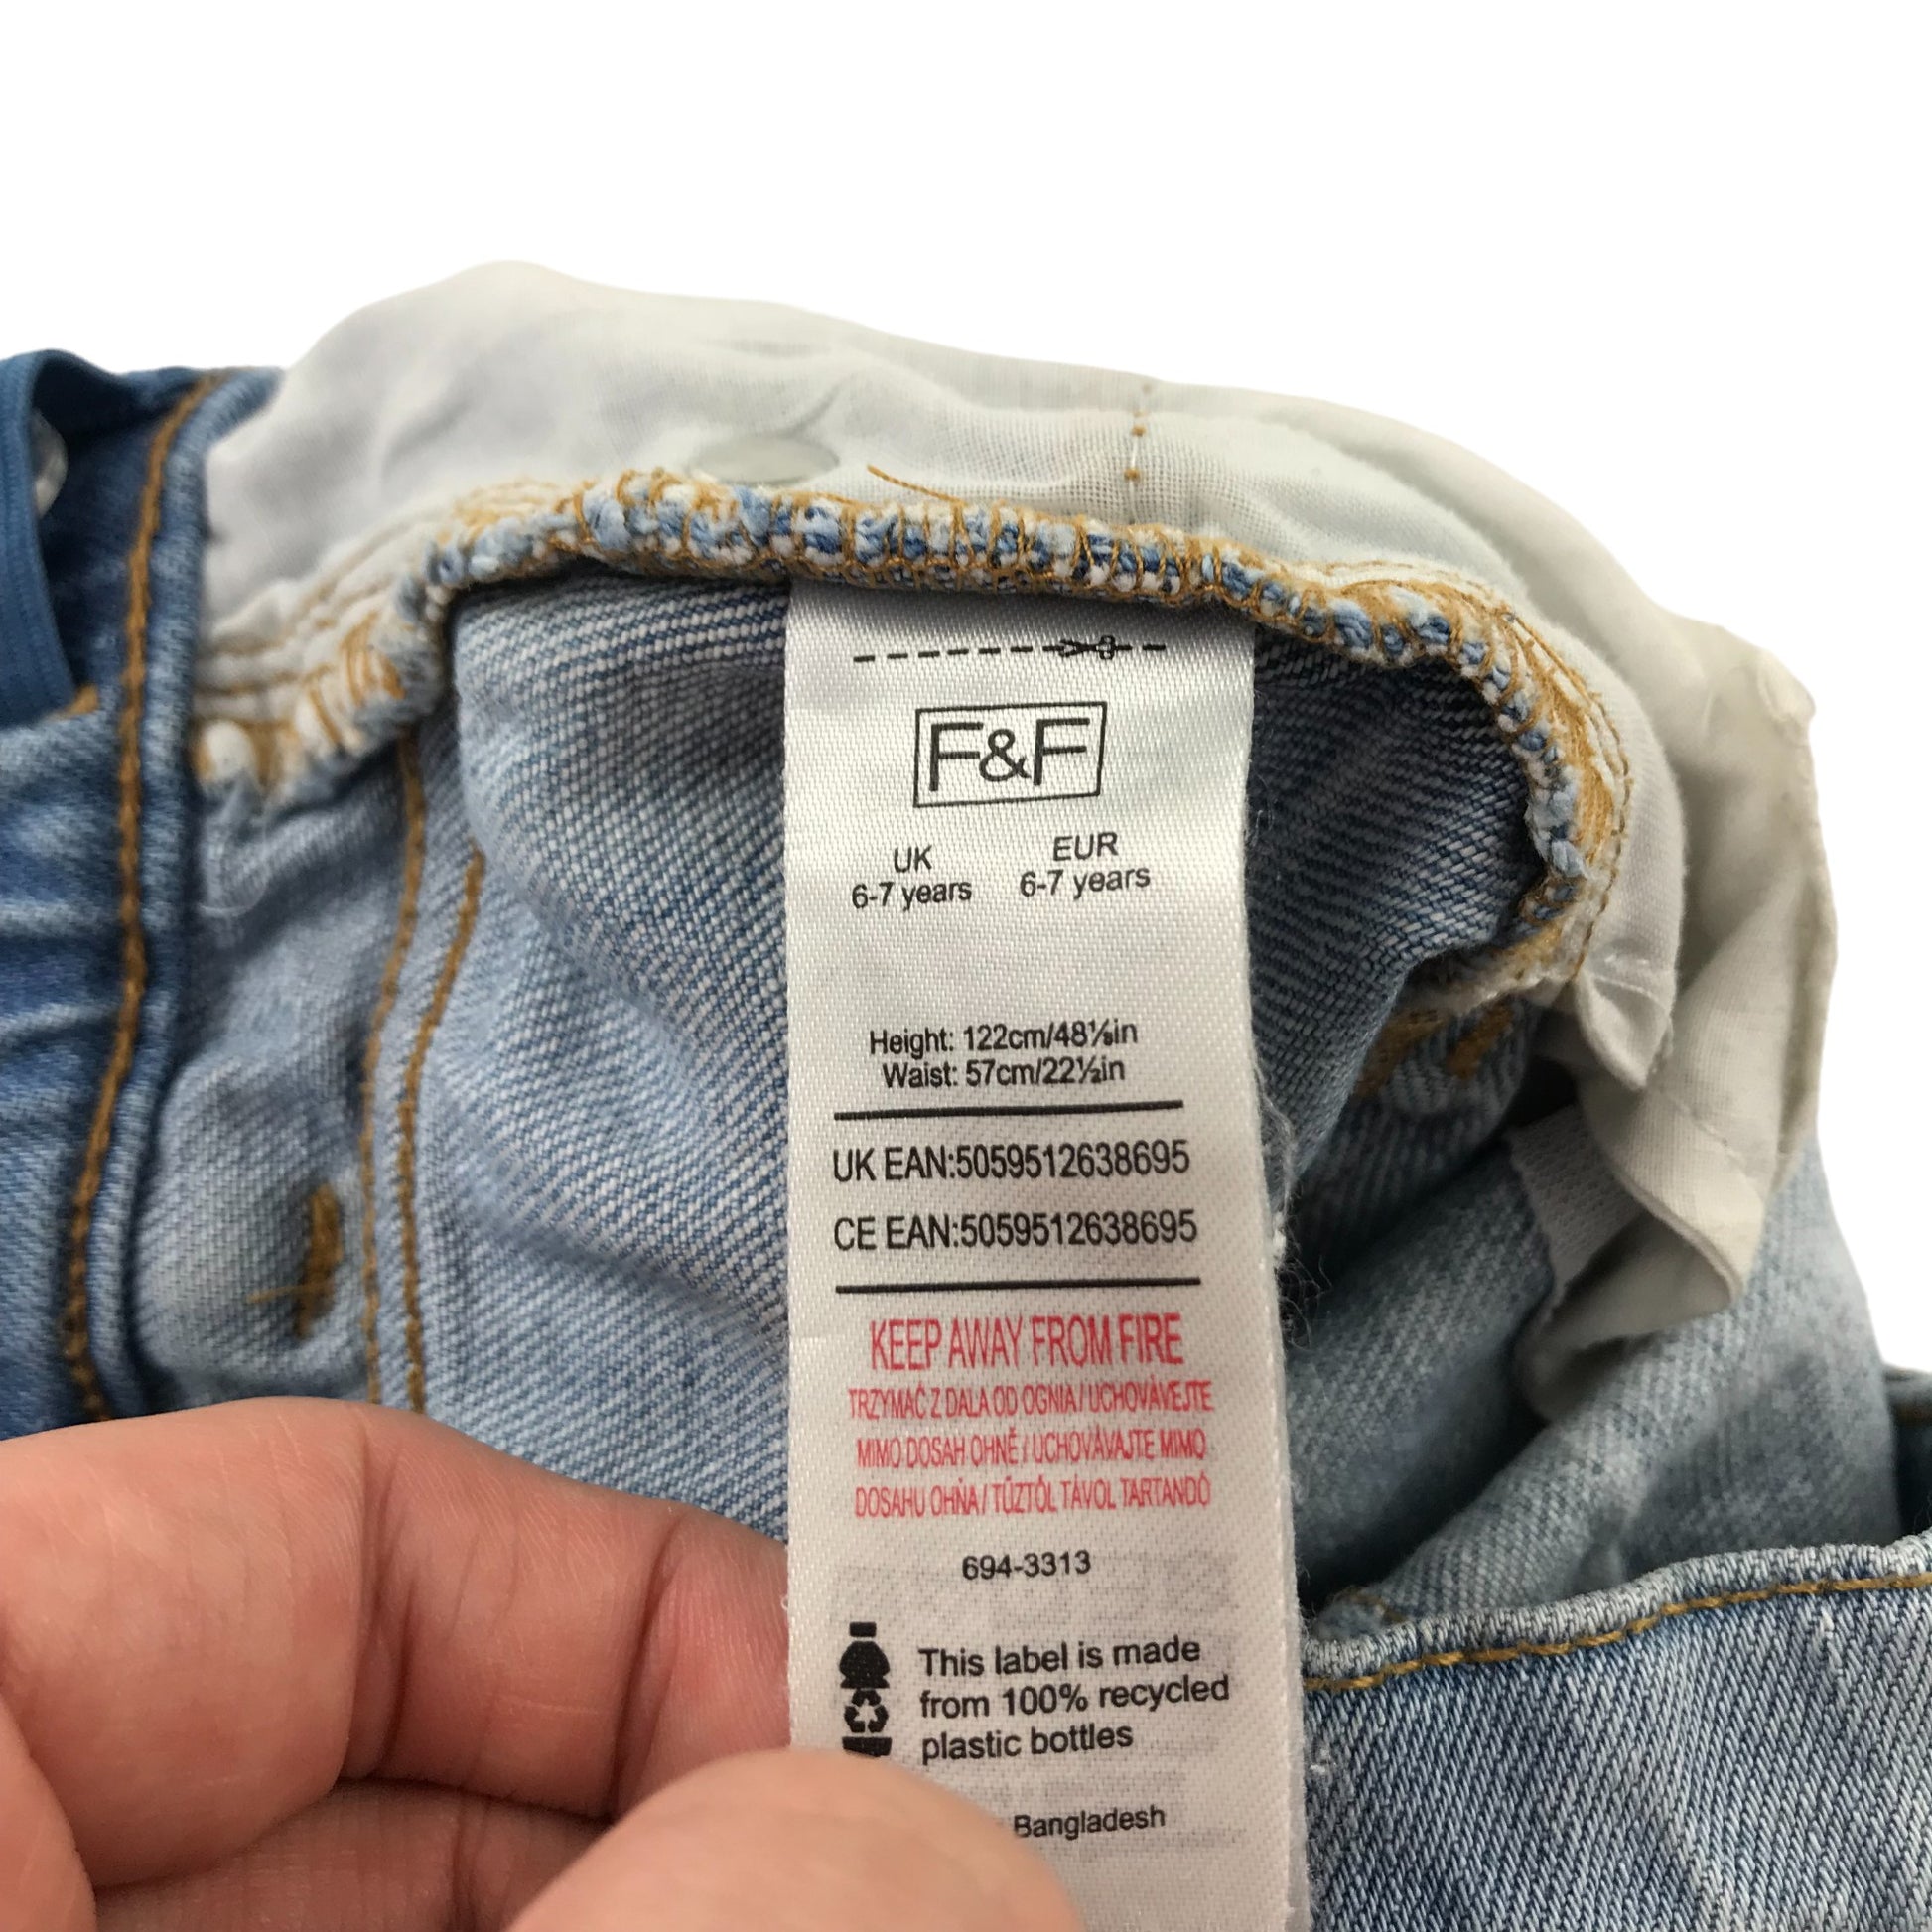 F&F
UK EUR
6-7 years 6-7 years
Height: 122cm/48⅛in
Waist: 57cm/22½in
UK EAN:5059512638695
CE EAN:5059512638695
KEEP AWAY FROM FIRE
TRZYMAĆ Z DALA OD OGNIA / UCHOVÁVEJTE
MIMO DOSAH OHNĚ / UCHOVÁVAJTE MIMO
DOSAHU OHŇA / TŰZTŐL TÁVOL TARTANDÓ
694-3313
This label is made
from 100% recycled
plastic bottles
Bangladesh